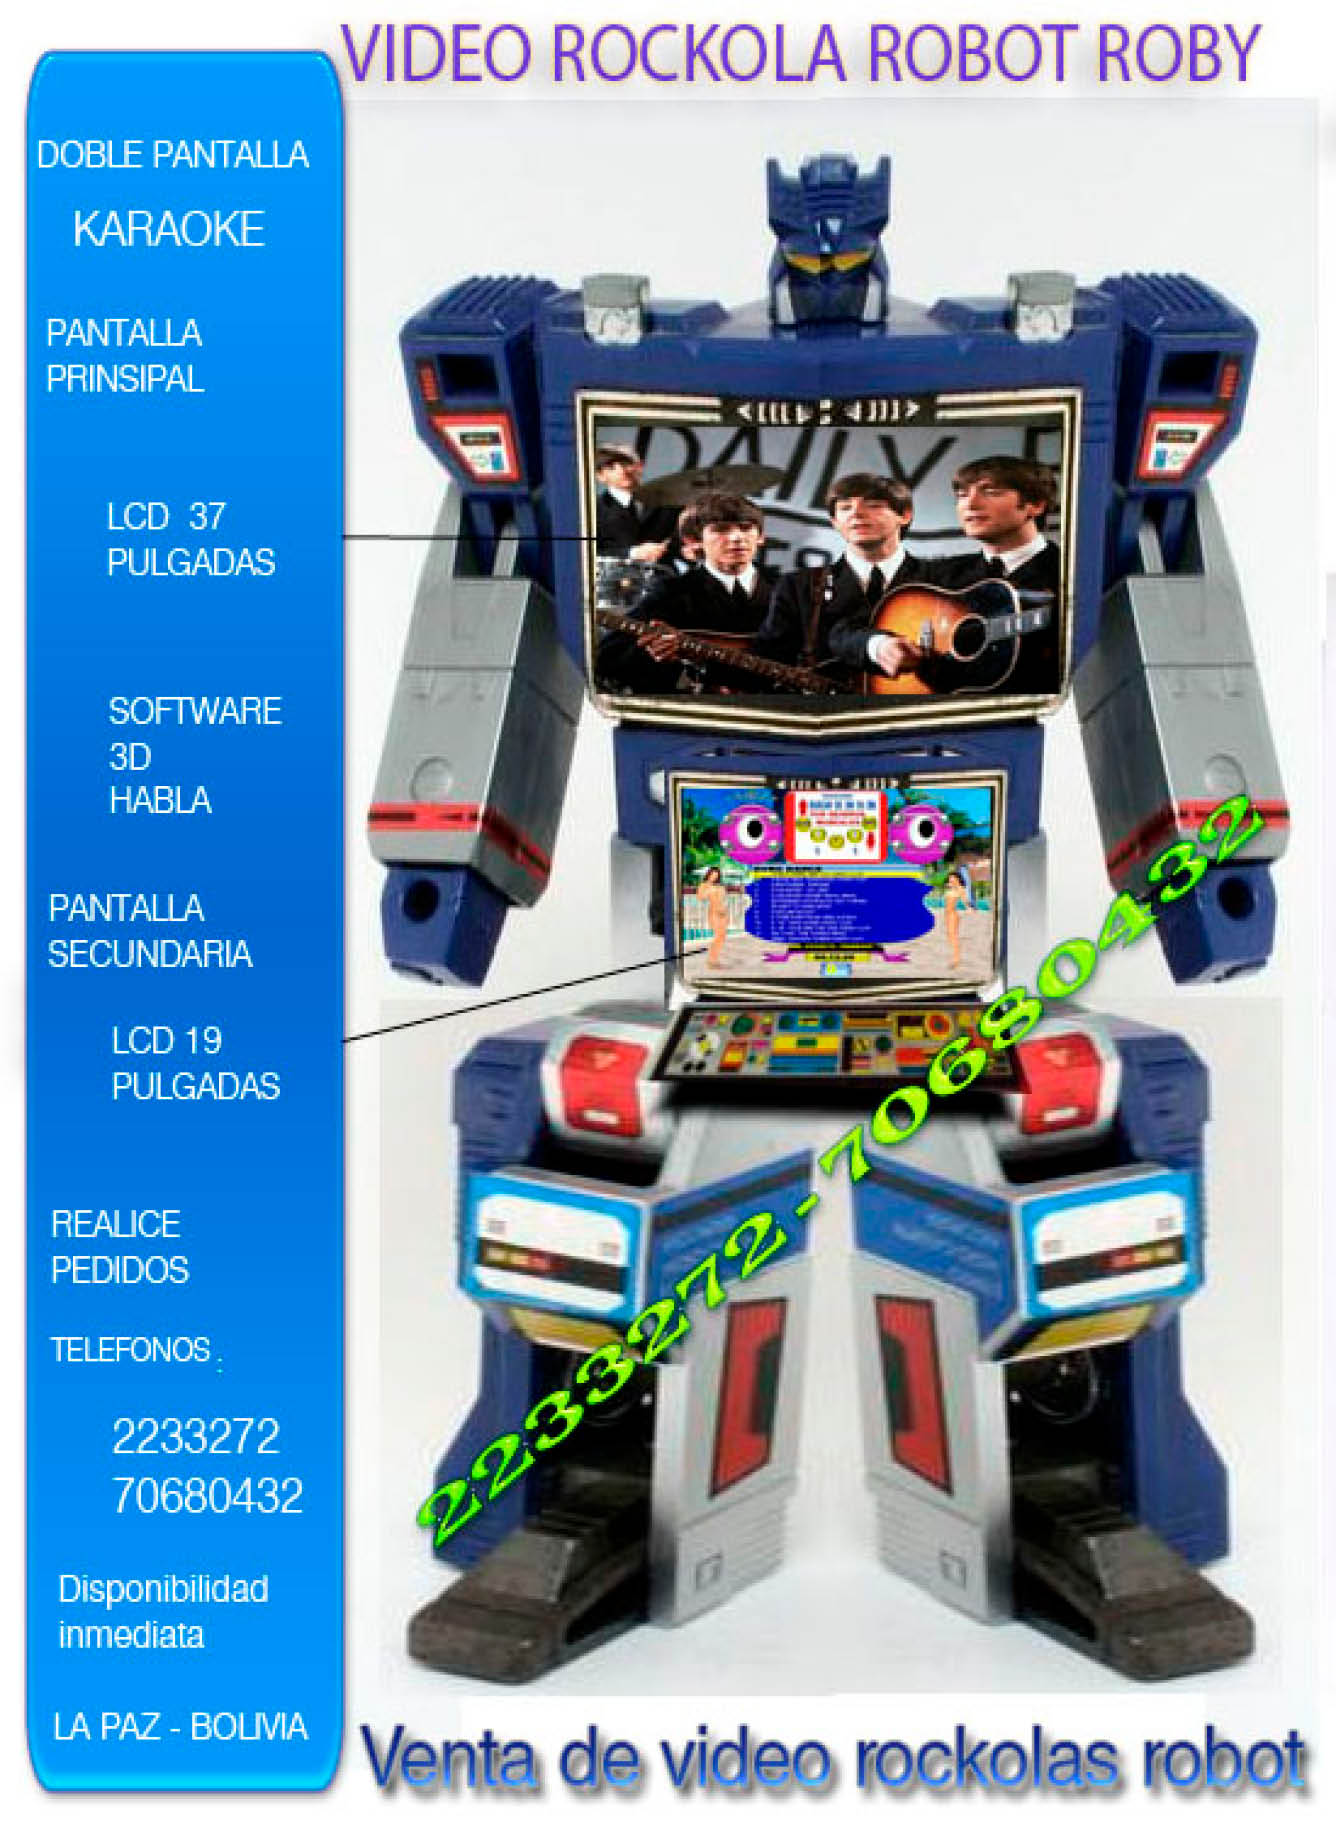 VIDEO ROCKOLA ROBOT ROBY
DOBLE PANTALLA
KARAOKE
PANTALLA
PRINSIPAL
LCD 37
PULGADAS
SOFTWARE
3D
HABLA
PANTALLA
SECUNDARIA
LCD 19
PULGADAS
REALICE
PEDIDOS
TELEFONOS :
2233272
70680432
Disponibilidad
inmediata
LA PAZ - BOLIVIA
DAILY
2233272 - 70680432
Venta de video rockolas robot